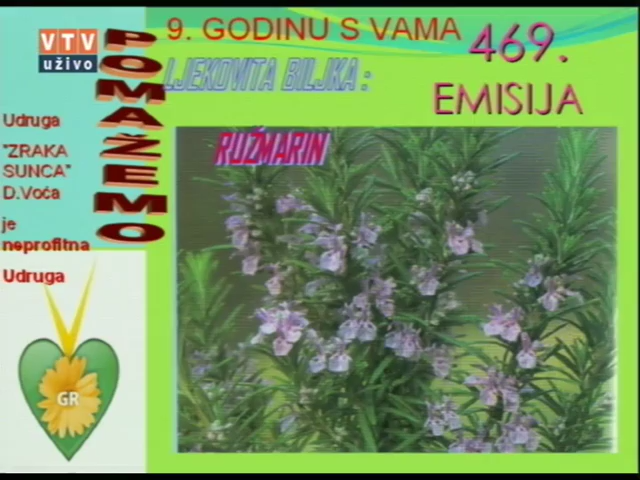 VTV
uživo
POMAŽEMO
9. GODINU S VAMA
469.
EMISIJA
LJEKOVITA BILJKA :
RUŽMARIN
Udruga
"ZRAKA
SUNCA"
D.Voća
je
neprofitna
Udruga
GR